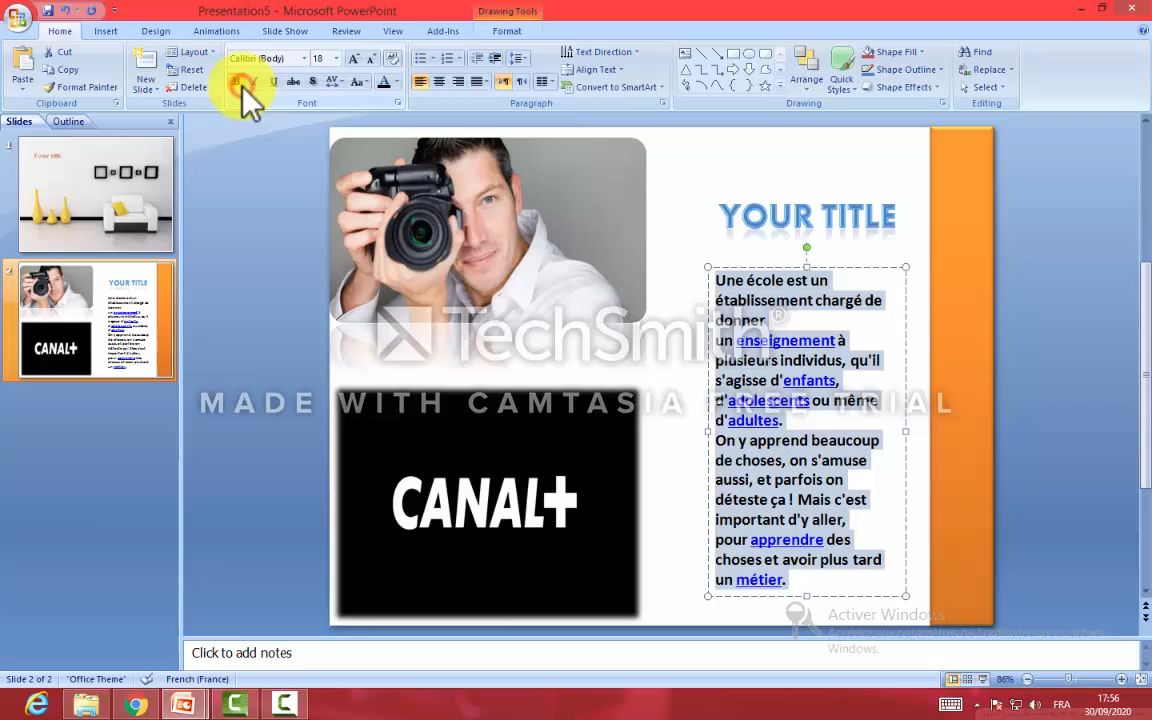 Presentation5 - Microsoft PowerPoint
Drawing Tools
Home
Insert
Design
Animations
Slide Show
Review
View
Add-Ins
Format
Paste
Cut
Copy
Format Painter
Clipboard
New Slide
Layout
Reset
Delete
Slides
Calibri (Body)
18
Font
Text Direction
Align Text
Convert to SmartArt
Paragraph
Arrange
Quick Styles
Shape Fill
Shape Outline
Shape Effects
Drawing
Find
Replace
Select
Editing
Slides
Outline
1
Your title
2
YOUR TITLE
CANAL+
YOUR TITLE
Une école est un
établissement chargé de
donner
un enseignement à
plusieurs individus, qu'il
s'agisse d'enfants,
d'adolescents ou même
d'adultes.
On y apprend beaucoup
de choses, on s'amuse
aussi, et parfois on
déteste ça ! Mais c'est
important d'y aller,
pour apprendre des
choses et avoir plus tard
un métier.
CANAL+
TechSmith®
MADE WITH CAMTASIA FREE TRIAL
Activer Windows
Windows.
Click to add notes
Slide 2 of 2
"Office Theme"
French (France)
86%
FRA
17:56
30/09/2020